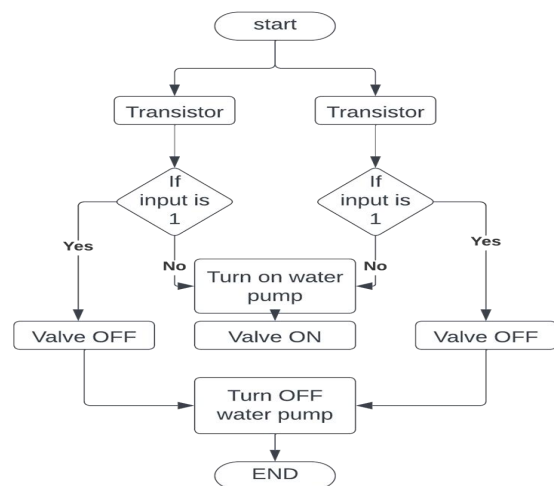 start
Transistor
Transistor
If
input is
1
If
input is
1
Yes
No
Turn on water
pump
No
Yes
Valve OFF
Valve ON
Valve OFF
Turn OFF
water pump
END